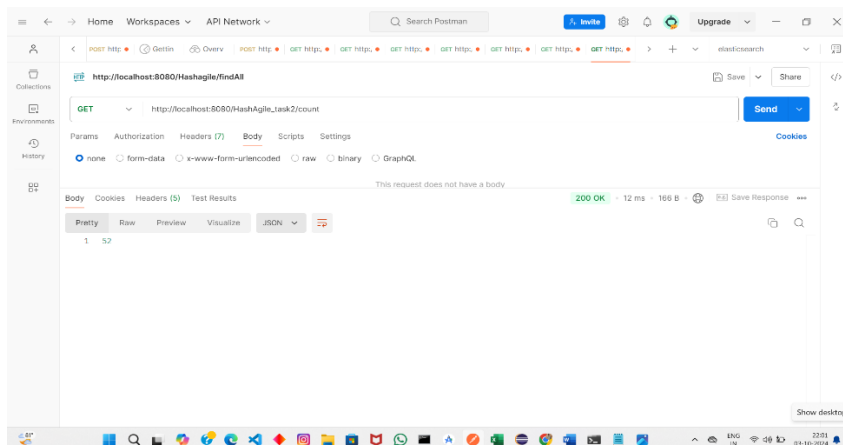 Home Workspaces API Network Search Postman Invite Upgrade
POST http: Gettin Overv POST http: GET http:, GET http:, GET http:, GET http:, GET http:, GET http:, GET http:, elasticsearch
HTTP http://localhost:8080/Hashagile/findAll Save Share
Collections
GET http://localhost:8080/HashAgile_task2/count Send
Environments
Params Authorization Headers (7) Body Scripts Settings Cookies
History
none form-data x-www-form-urlencoded raw binary GraphQL
This request does not have a body
Body Cookies Headers (5) Test Results 200 OK 12 ms 166 B Save Response
Pretty Raw Preview Visualize JSON
1 52
Show desktop
ENG 22:01
IN 03-10-2024